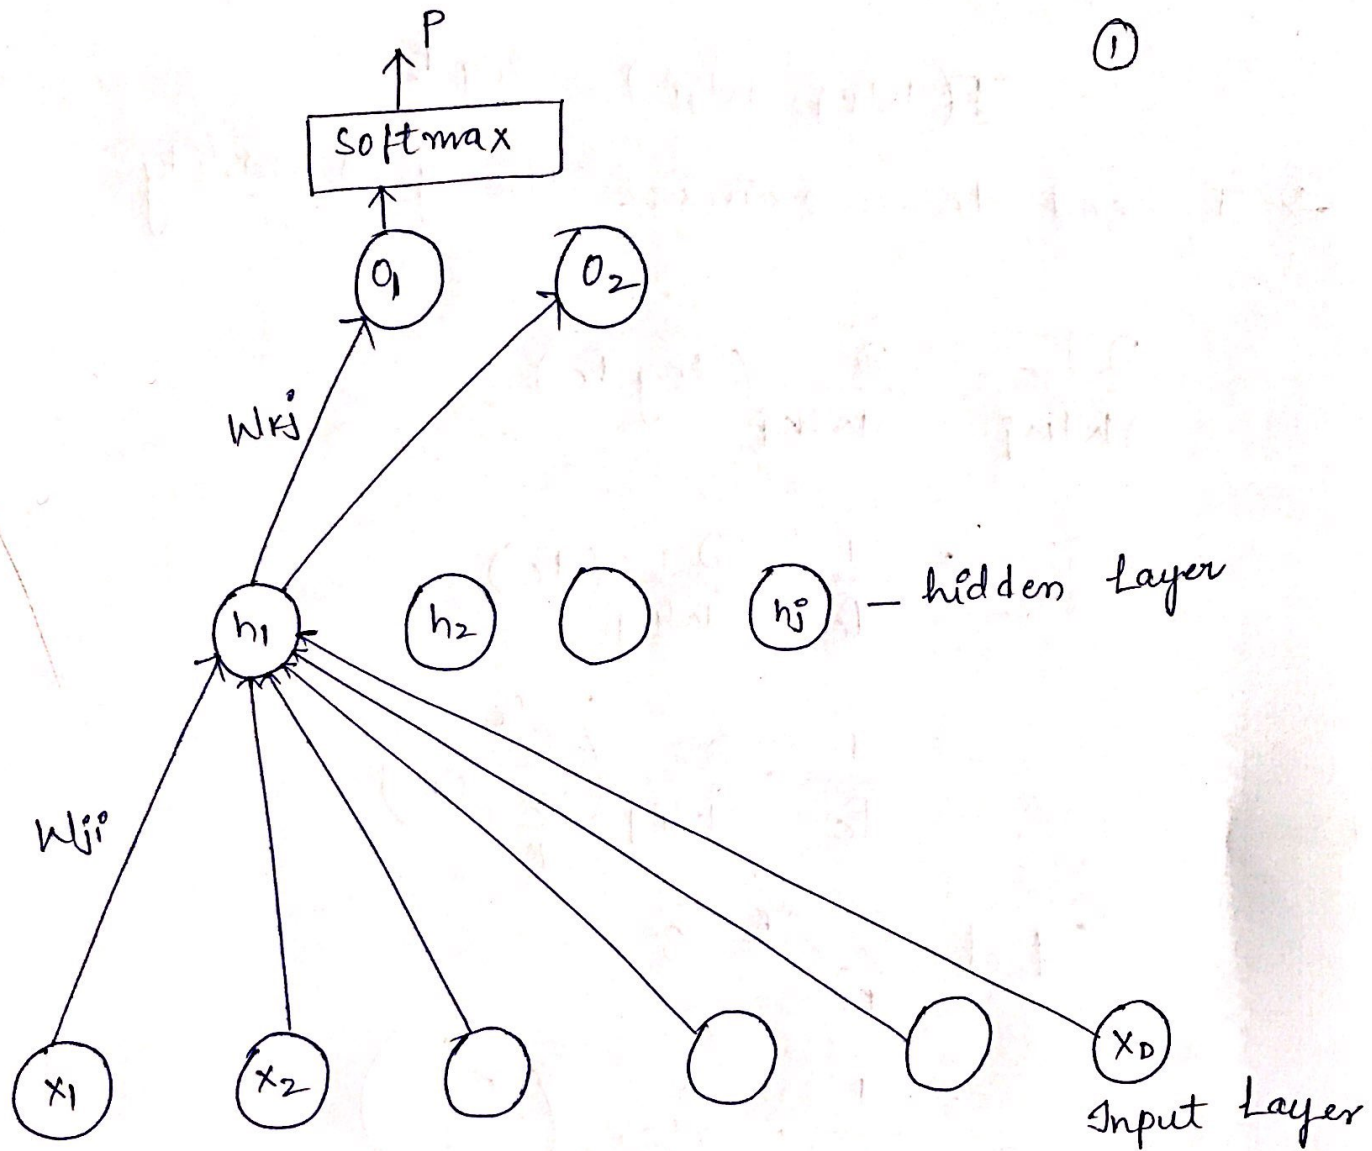 P
①
Softmax
O1
O2
Wkj
h1
h2
hj
– hidden Layer
Wji
x1
x2
xD
Input Layer